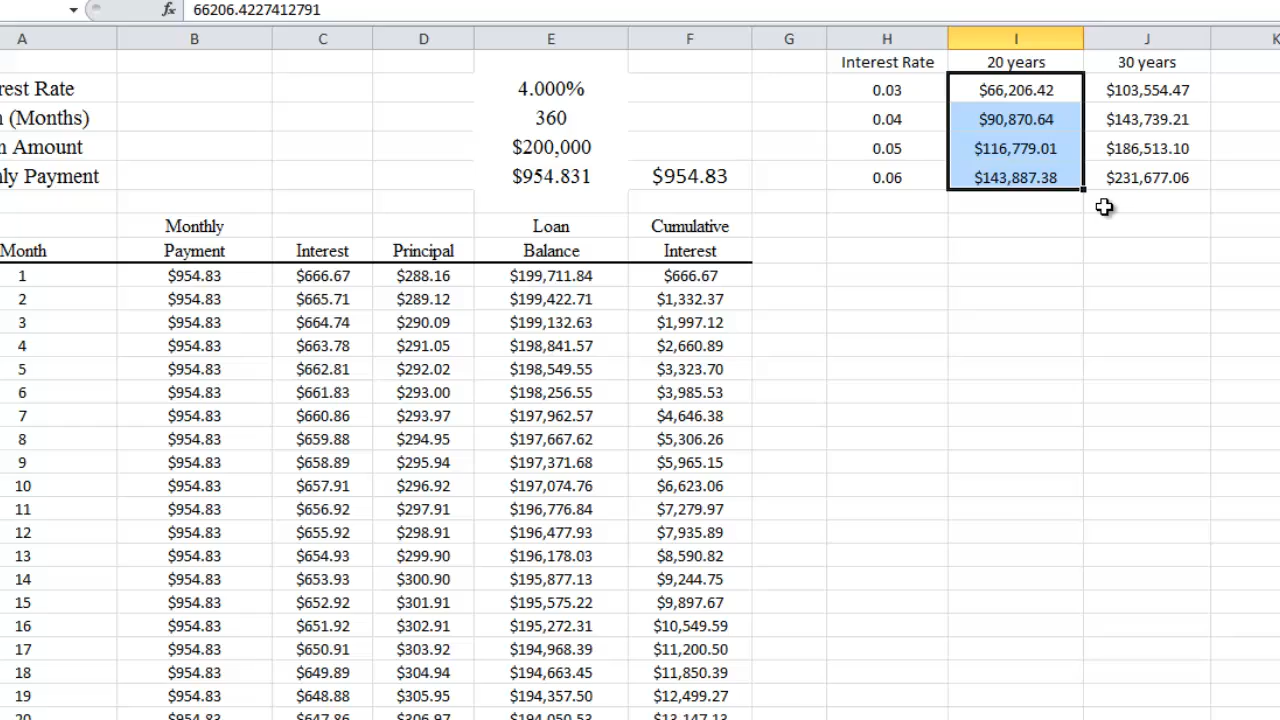 fx 66206.4227412791
A B C D E F G H I J K
Interest Rate 20 years 30 years
rest Rate 4.000% 0.03 $66,206.42 $103,554.47
(Months) 360 0.04 $90,870.64 $143,739.21
Amount $200,000 0.05 $116,779.01 $186,513.10
ly Payment $954.831 $954.83 0.06 $143,887.38 $231,677.06
Monthly Loan Cumulative
Month Payment Interest Principal Balance Interest
1 $954.83 $666.67 $288.16 $199,711.84 $666.67
2 $954.83 $665.71 $289.12 $199,422.71 $1,332.37
3 $954.83 $664.74 $290.09 $199,132.63 $1,997.12
4 $954.83 $663.78 $291.05 $198,841.57 $2,660.89
5 $954.83 $662.81 $292.02 $198,549.55 $3,323.70
6 $954.83 $661.83 $293.00 $198,256.55 $3,985.53
7 $954.83 $660.86 $293.97 $197,962.57 $4,646.38
8 $954.83 $659.88 $294.95 $197,667.62 $5,306.26
9 $954.83 $658.89 $295.94 $197,371.68 $5,965.15
10 $954.83 $657.91 $296.92 $197,074.76 $6,623.06
11 $954.83 $656.92 $297.91 $196,776.84 $7,279.97
12 $954.83 $655.92 $298.91 $196,477.93 $7,935.89
13 $954.83 $654.93 $299.90 $196,178.03 $8,590.82
14 $954.83 $653.93 $300.90 $195,877.13 $9,244.75
15 $954.83 $652.92 $301.91 $195,575.22 $9,897.67
16 $954.83 $651.92 $302.91 $195,272.31 $10,549.59
17 $954.83 $650.91 $303.92 $194,968.39 $11,200.50
18 $954.83 $649.89 $304.94 $194,663.45 $11,850.39
19 $954.83 $648.88 $305.95 $194,357.50 $12,499.27
20 $954.83 $647.86 $306.97 $194,050.53 $13,147.13